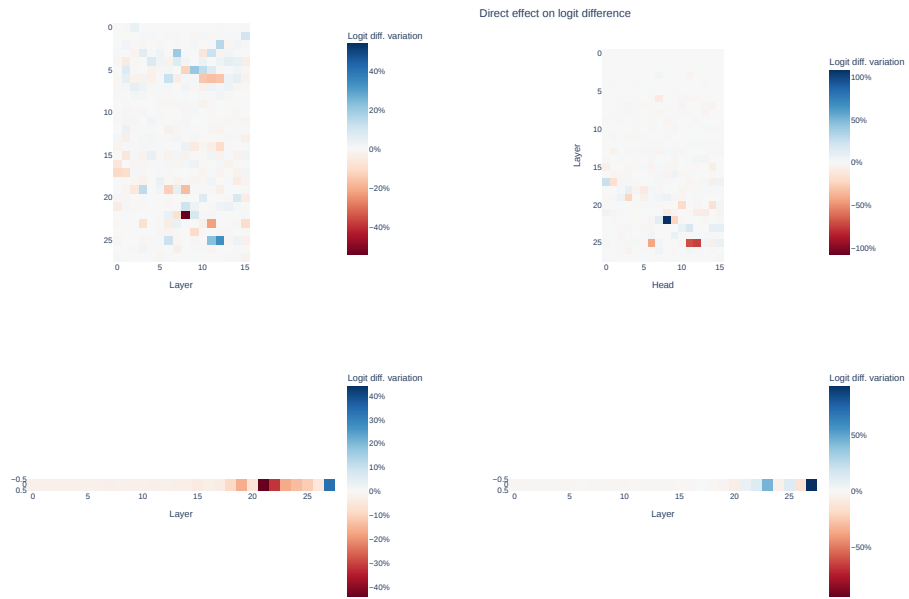 Direct effect on logit difference
Logit diff. variation
0
5
10
15
20
25
0 5 10 15
Layer
40%
20%
0%
−20%
−40%
Logit diff. variation
Layer
0
5
10
15
20
25
0 5 10 15
Head
100%
50%
0%
−50%
−100%
Logit diff. variation
−0.5
0
0.5
0 5 10 15 20 25
Layer
40%
30%
20%
10%
0%
−10%
−20%
−30%
−40%
Logit diff. variation
−0.5
0
0.5
0 5 10 15 20 25
Layer
50%
0%
−50%